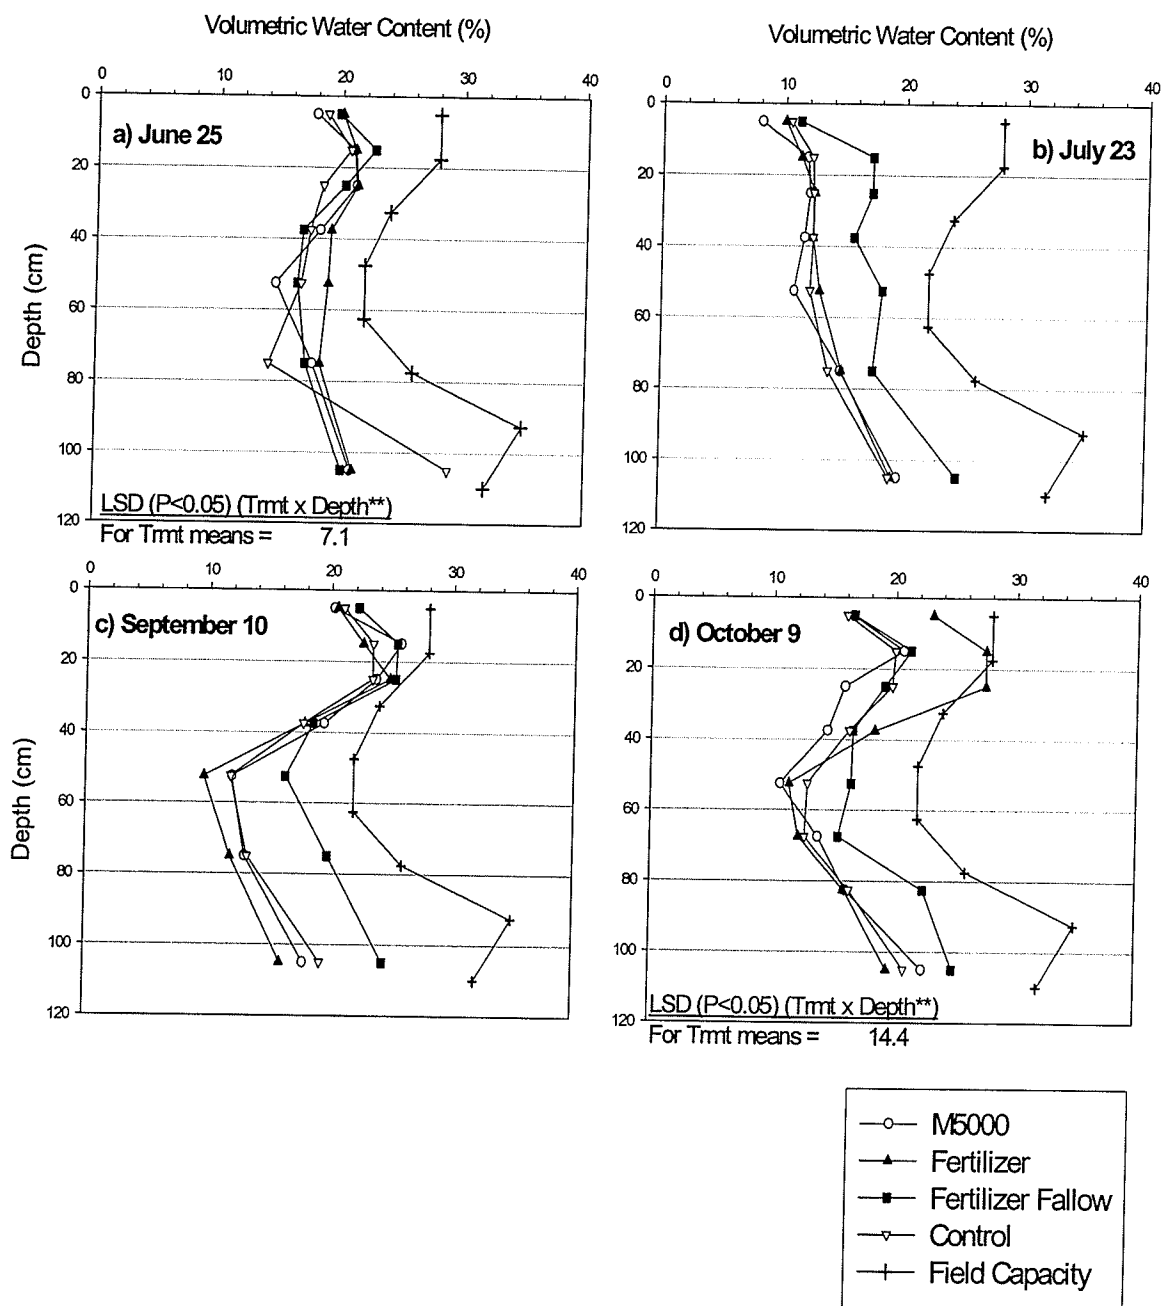 Volumetric Water Content (%)
0 10 20 30 40
0
20
40
60
80
100
120
Depth (cm)
a) June 25
LSD (P<0.05) (Trmt x Depth**)
For Trmt means = 7.1
Volumetric Water Content (%)
0 10 20 30 40
0
20
40
60
80
100
120
b) July 23
0 10 20 30 40
0
20
40
60
80
100
120
Depth (cm)
c) September 10
0 10 20 30 40
0
20
40
60
80
100
120
d) October 9
LSD (P<0.05) (Trmt x Depth**)
For Trmt means = 14.4
M5000
Fertilizer
Fertilizer Fallow
Control
Field Capacity